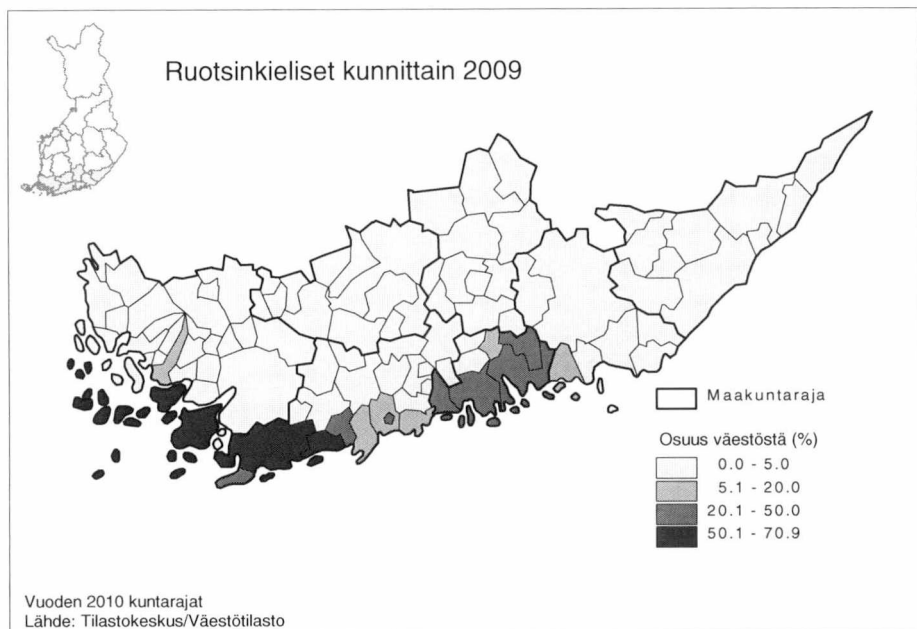 Ruotsinkieliset kunnittain 2009
Maakuntaraja
Osuus väestöstä (%)
0.0 - 5.0
5.1 - 20.0
20.1 - 50.0
50.1 - 70.9
Vuoden 2010 kuntarajat
Lähde: Tilastokeskus/Väestötilasto